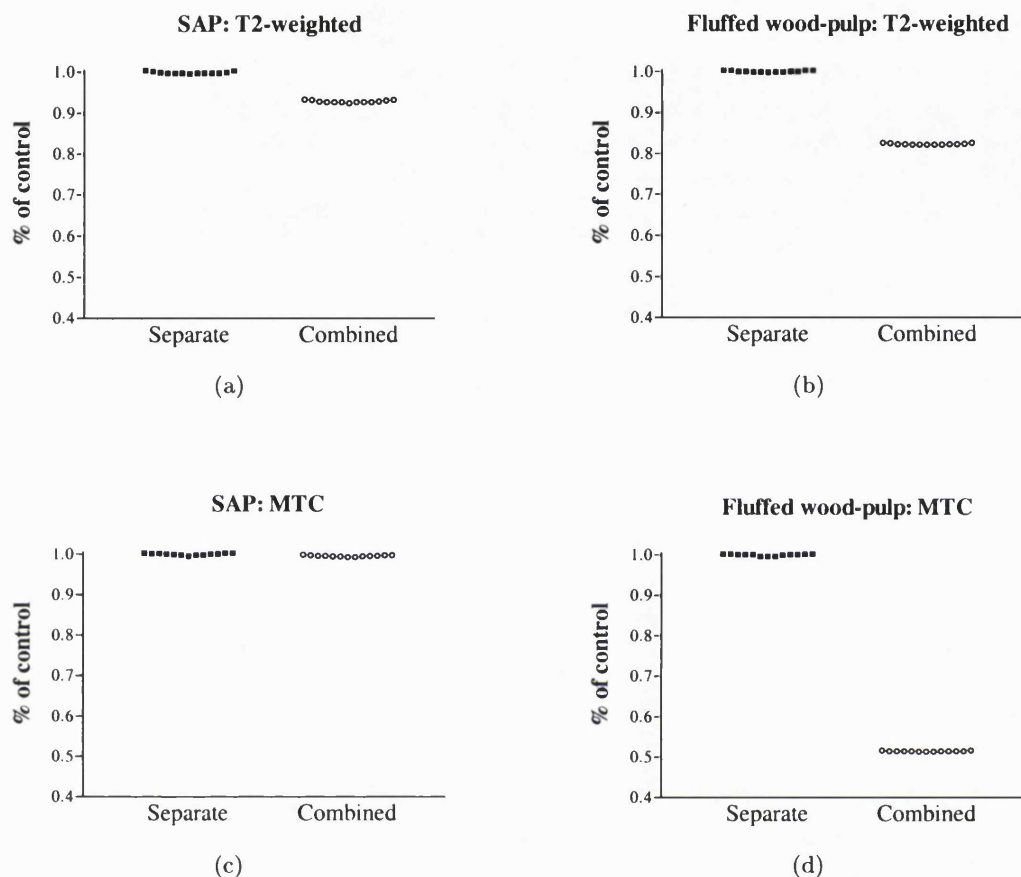 SAP: T2-weighted
% of control
1.0
0.9
0.8
0.7
0.6
0.5
0.4
Separate Combined
(a)
Fluffed wood-pulp: T2-weighted
% of control
1.0
0.9
0.8
0.7
0.6
0.5
0.4
Separate Combined
(b)
SAP: MTC
% of control
1.0
0.9
0.8
0.7
0.6
0.5
0.4
Separate Combined
(c)
Fluffed wood-pulp: MTC
% of control
1.0
0.9
0.8
0.7
0.6
0.5
0.4
Separate Combined
(d)